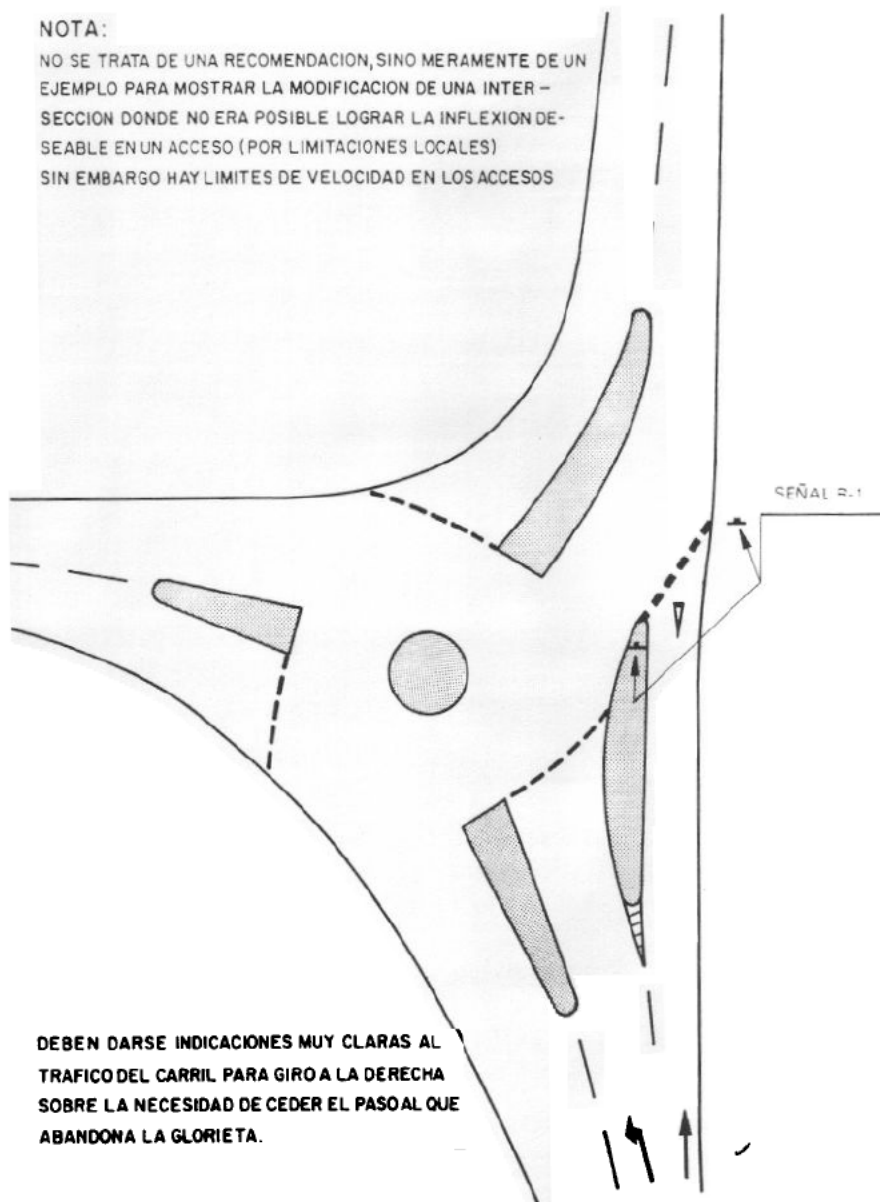 NOTA:
NO SE TRATA DE UNA RECOMENDACION, SINO MERAMENTE DE UN
EJEMPLO PARA MOSTRAR LA MODIFICACION DE UNA INTER-
SECCION DONDE NO ERA POSIBLE LOGRAR LA INFLEXION DE-
SEABLE EN UN ACCESO (POR LIMITACIONES LOCALES)
SIN EMBARGO HAY LIMITES DE VELOCIDAD EN LOS ACCESOS
SEÑAL R-1
DEBEN DARSE INDICACIONES MUY CLARAS AL
TRAFICO DEL CARRIL PARA GIRO A LA DERECHA
SOBRE LA NECESIDAD DE CEDER EL PASO AL QUE
ABANDONA LA GLORIETA.